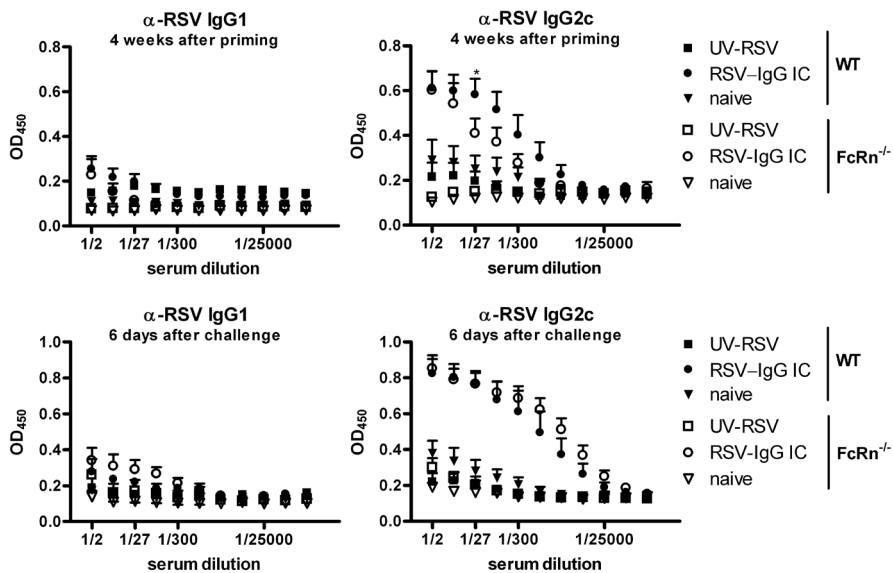 α-RSV IgG1
4 weeks after priming
0.8
0.6
0.4
0.2
0.0
OD450
1/2 1/27 1/300 1/25000
serum dilution
α-RSV IgG2c
4 weeks after priming
*
0.8
0.6
0.4
0.2
0.0
OD450
1/2 1/27 1/300 1/25000
serum dilution
UV-RSV
RSV–IgG IC
naive
WT
UV-RSV
RSV-IgG IC
naive
FcRn-/-
α-RSV IgG1
6 days after challenge
1.0
0.8
0.6
0.4
0.2
0.0
OD450
1/2 1/27 1/300 1/25000
serum dilution
α-RSV IgG2c
6 days after challenge
1.0
0.8
0.6
0.4
0.2
0.0
OD450
1/2 1/27 1/300 1/25000
serum dilution
UV-RSV
RSV–IgG IC
naive
WT
UV-RSV
RSV-IgG IC
naive
FcRn-/-